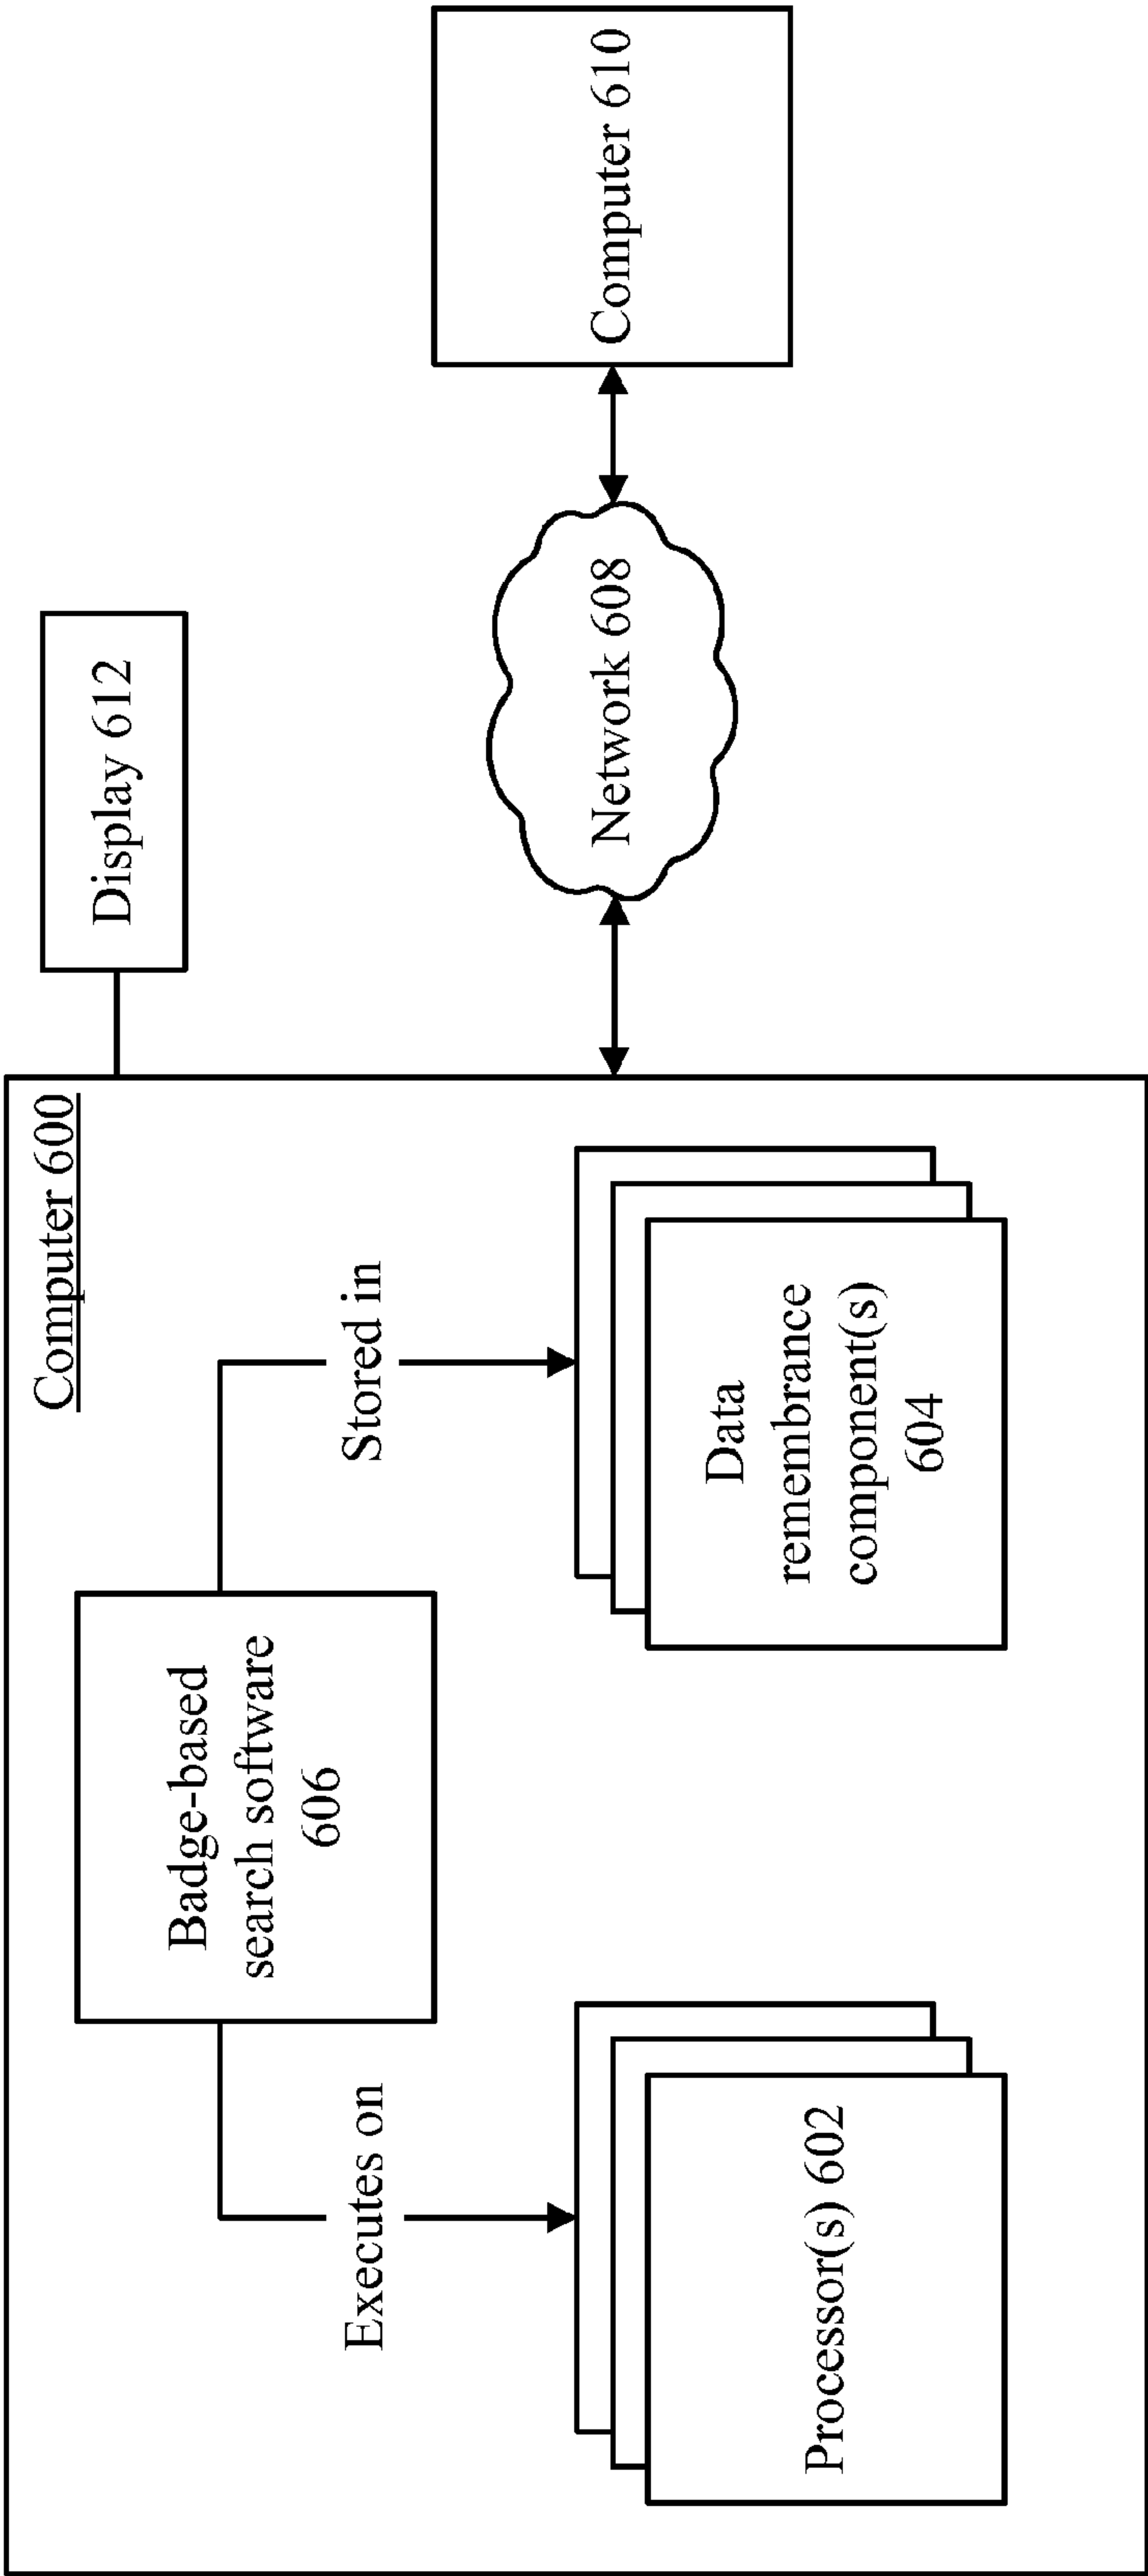 Computer 600
Badge-based
search software
606
Executes on
Stored in
Processor(s) 602
Data
remembrance
component(s)
604
Display 612
Network 608
Computer 610